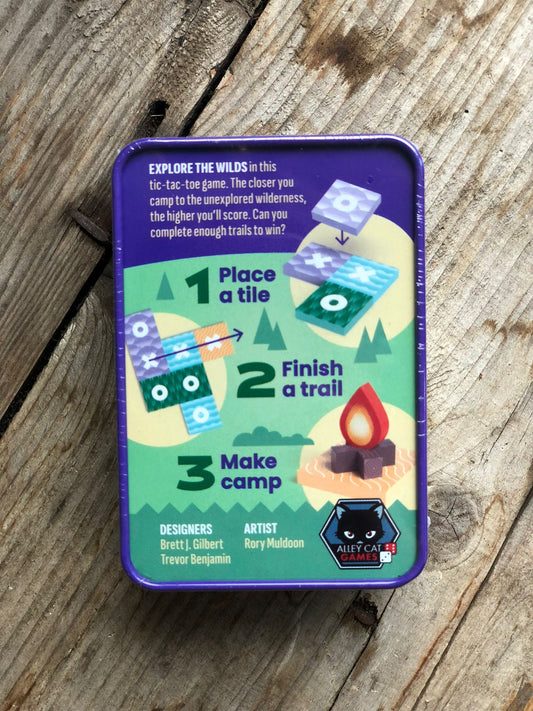 EXPLORE THE WILDS in this
tic-tac-toe game. The closer you
camp to the unexplored wilderness,
the higher you'll score. Can you
complete enough trails to win?
O
X X
O
1 Place
a tile
O
X X X
O O
O
2 Finish
a trail
3 Make
camp
DESIGNERS
Brett J. Gilbert
Trevor Benjamin
ARTIST
Rory Muldoon
ALLEY CAT
GAMES